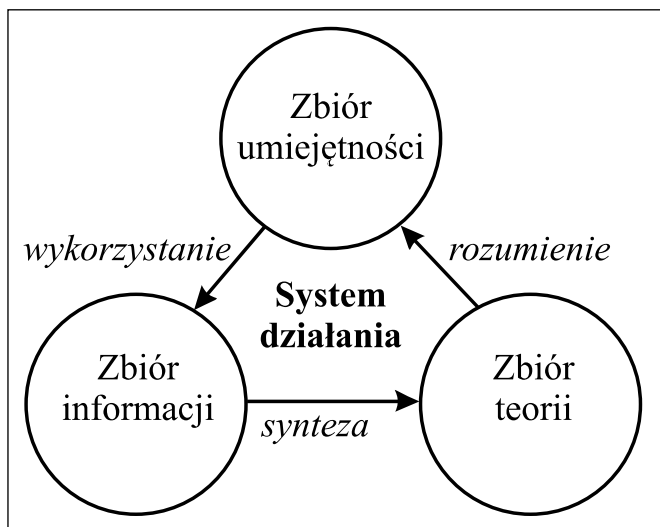 Zbiór
umiejętności
wykorzystanie
rozumienie
System
działania
Zbiór
informacji
synteza
Zbiór
teorii